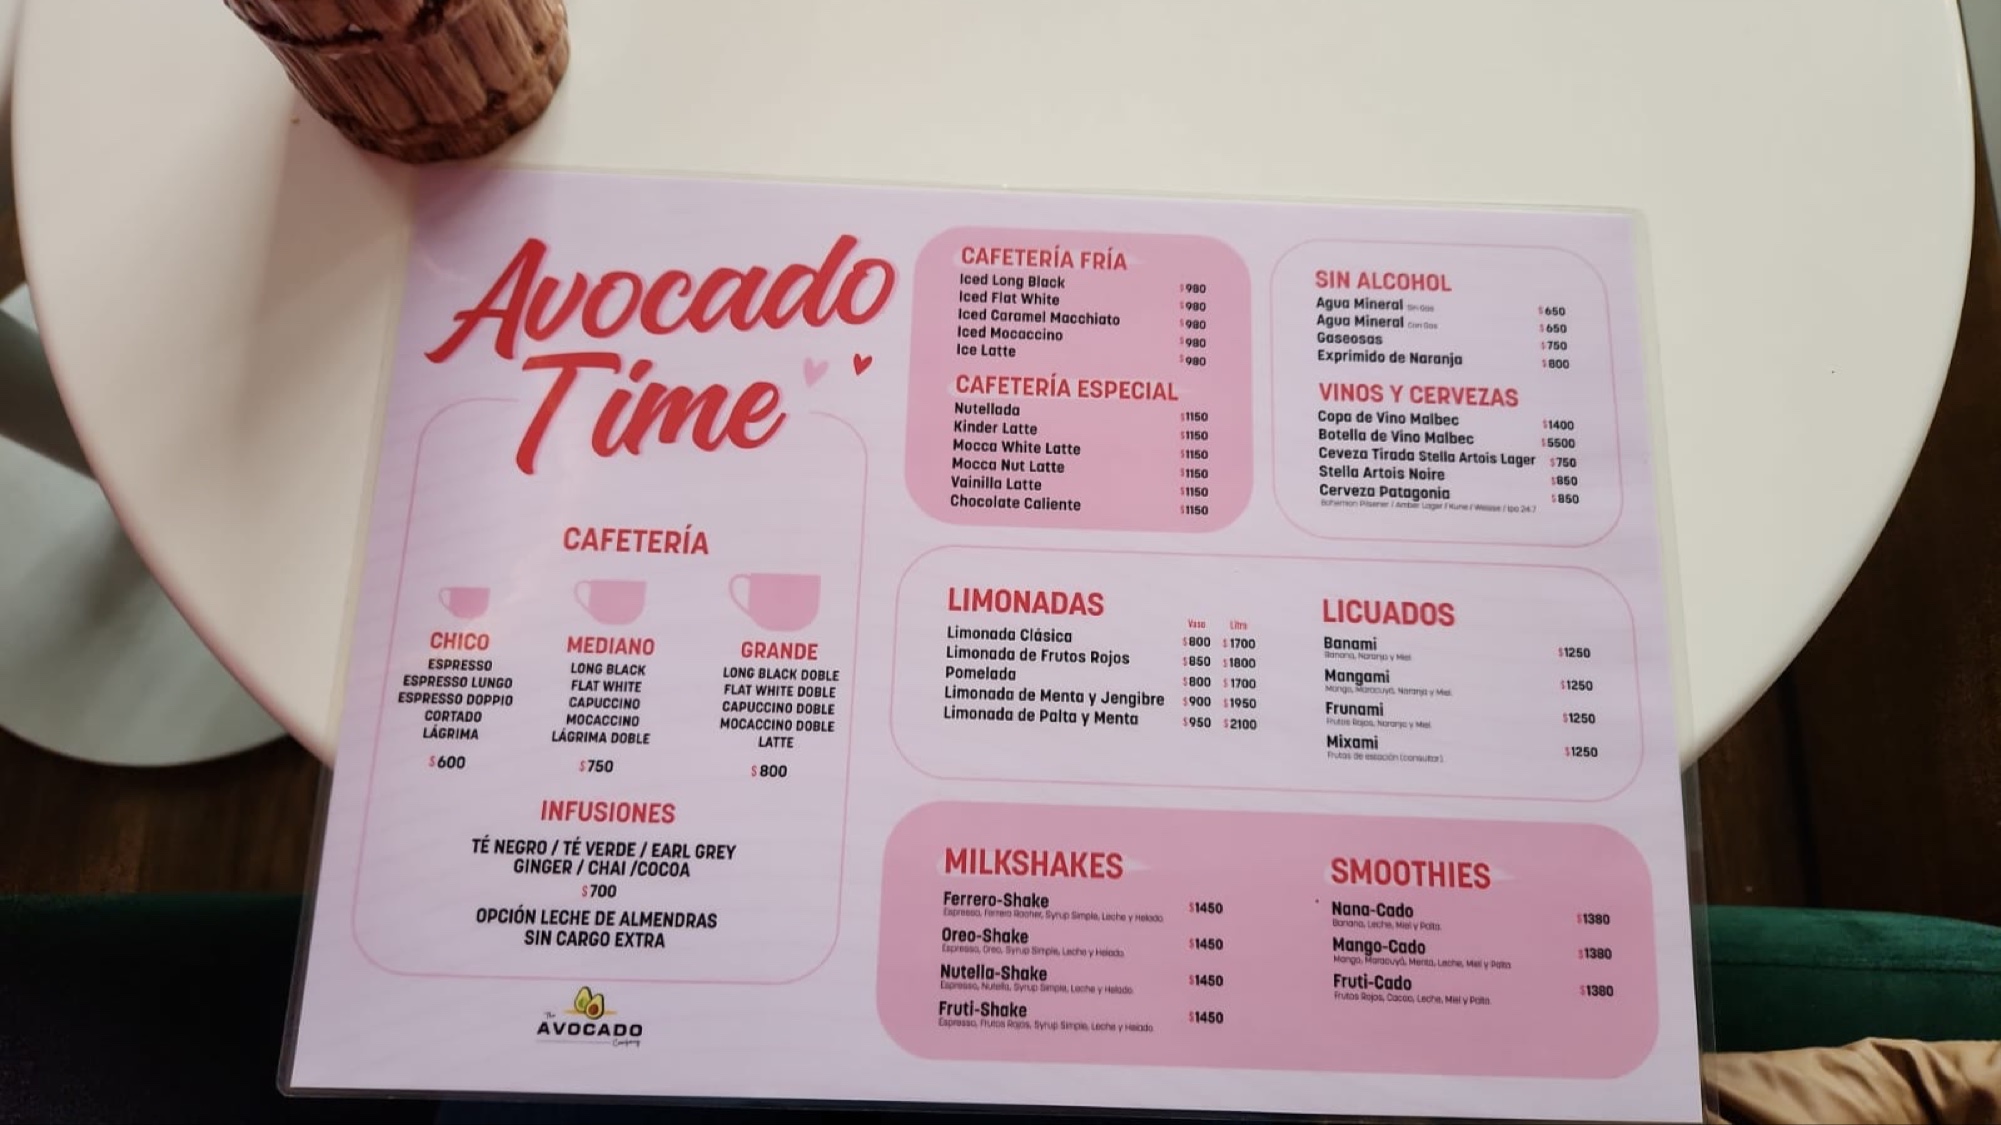 Avocado
Time
CAFETERÍA
CHICO
ESPRESSO
ESPRESSO LUNGO
ESPRESSO DOPPIO
CORTADO
LÁGRIMA
$600
MEDIANO
LONG BLACK
FLAT WHITE
CAPUCCINO
MOCACCINO
LÁGRIMA DOBLE
$750
GRANDE
LONG BLACK DOBLE
FLAT WHITE DOBLE
CAPUCCINO DOBLE
MOCACCINO DOBLE
LATTE
$800
INFUSIONES
TÉ NEGRO / TÉ VERDE / EARL GREY
GINGER / CHAI /COCOA
$700
OPCIÓN LECHE DE ALMENDRAS
SIN CARGO EXTRA
The
AVOCADO
Company
CAFETERÍA FRÍA
Iced Long Black $980
Iced Flat White $980
Iced Caramel Macchiato $980
Iced Mocaccino $980
Ice Latte $980
CAFETERÍA ESPECIAL
Nutellada $1150
Kinder Latte $1150
Mocca White Latte $1150
Mocca Nut Latte $1150
Vainilla Latte $1150
Chocolate Caliente $1150
SIN ALCOHOL
Agua Mineral Sin Gas $650
Agua Mineral Con Gas $650
Gaseosas $750
Exprimido de Naranja $800
VINOS Y CERVEZAS
Copa de Vino Malbec $1400
Botella de Vino Malbec $5500
Ceveza Tirada Stella Artois Lager $750
Stella Artois Noire $850
Cerveza Patagonia $850
Bohemian Pilsener / Amber Lager / Kune / Weisse / Ipa 24.7
LIMONADAS
Vaso Litro
Limonada Clásica $800 $1700
Limonada de Frutos Rojos $850 $1800
Pomelada $800 $1700
Limonada de Menta y Jengibre $900 $1950
Limonada de Palta y Menta $950 $2100
LICUADOS
Banami $1250
Banana, Naranja y Miel
Mangami $1250
Mango, Maracuyá, Naranja y Miel
Frunami $1250
Frutos Rojos, Naranja y Miel
Mixami $1250
Frutas de estación (consultar)
MILKSHAKES
Ferrero-Shake $1450
Espresso, Ferrero Rocher, Syrup Simple, Leche y Helado
Oreo-Shake $1450
Espresso, Oreo, Syrup Simple, Leche y Helado
Nutella-Shake $1450
Espresso, Nutella, Syrup Simple, Leche y Helado
Fruti-Shake $1450
Espresso, Frutos Rojos, Syrup Simple, Leche y Helado
SMOOTHIES
Nana-Cado $1380
Banana, Leche, Miel y Palta
Mango-Cado $1380
Mango, Maracuyá, Menta, Leche, Miel y Palta
Fruti-Cado $1380
Frutos Rojos, Cacao, Leche, Miel y Palta